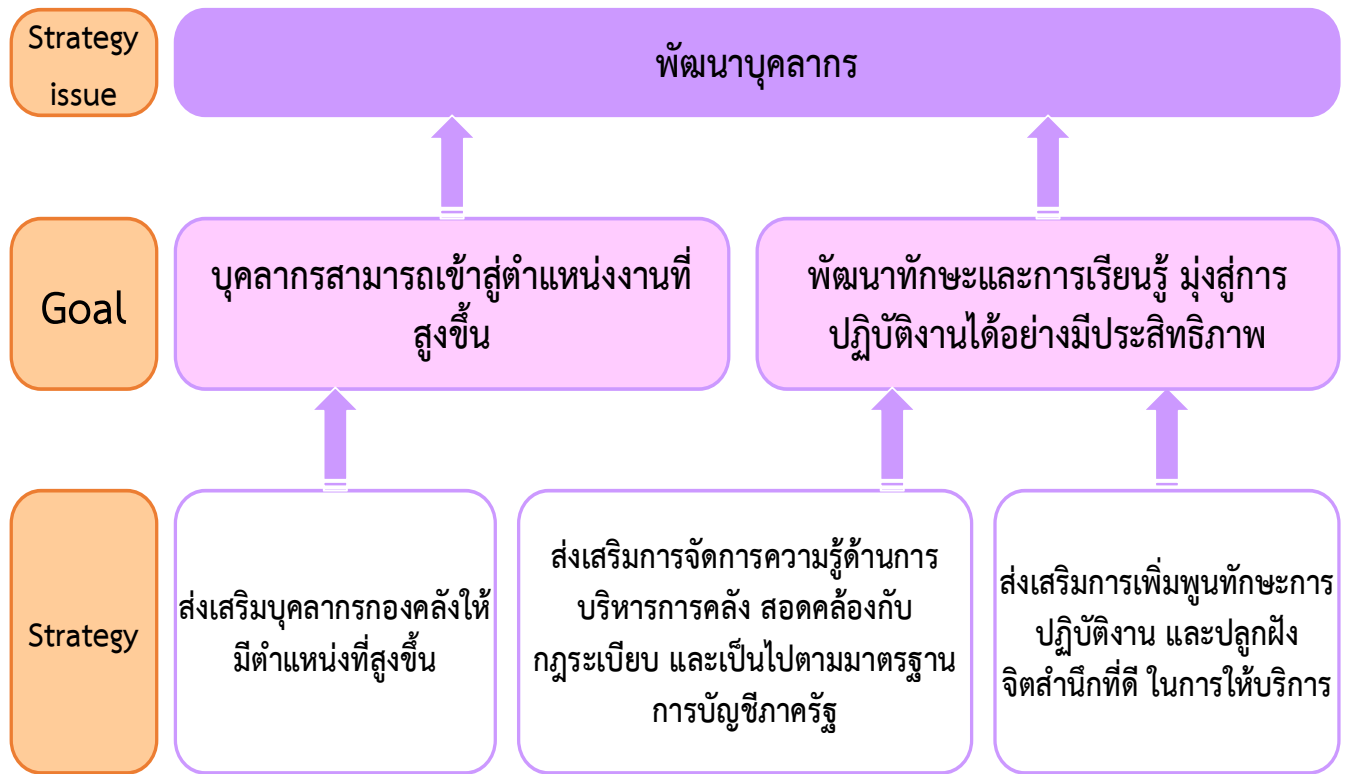 Strategy
issue
พัฒนาบุคลากร
Goal
บุคลากรสามารถเข้าสู่ตำแหน่งงานที่
สูงขึ้น
พัฒนาทักษะและการเรียนรู้ มุ่งสู่การ
ปฏิบัติงานได้อย่างมีประสิทธิภาพ
Strategy
ส่งเสริมบุคลากรกองคลังให้
มีตำแหน่งที่สูงขึ้น
ส่งเสริมการจัดการความรู้ด้านการ
บริหารการคลัง สอดคล้องกับ
กฎระเบียบ และเป็นไปตามมาตรฐาน
การบัญชีภาครัฐ
ส่งเสริมการเพิ่มพูนทักษะการ
ปฏิบัติงาน และปลูกฝัง
จิตสำนึกที่ดี ในการให้บริการ